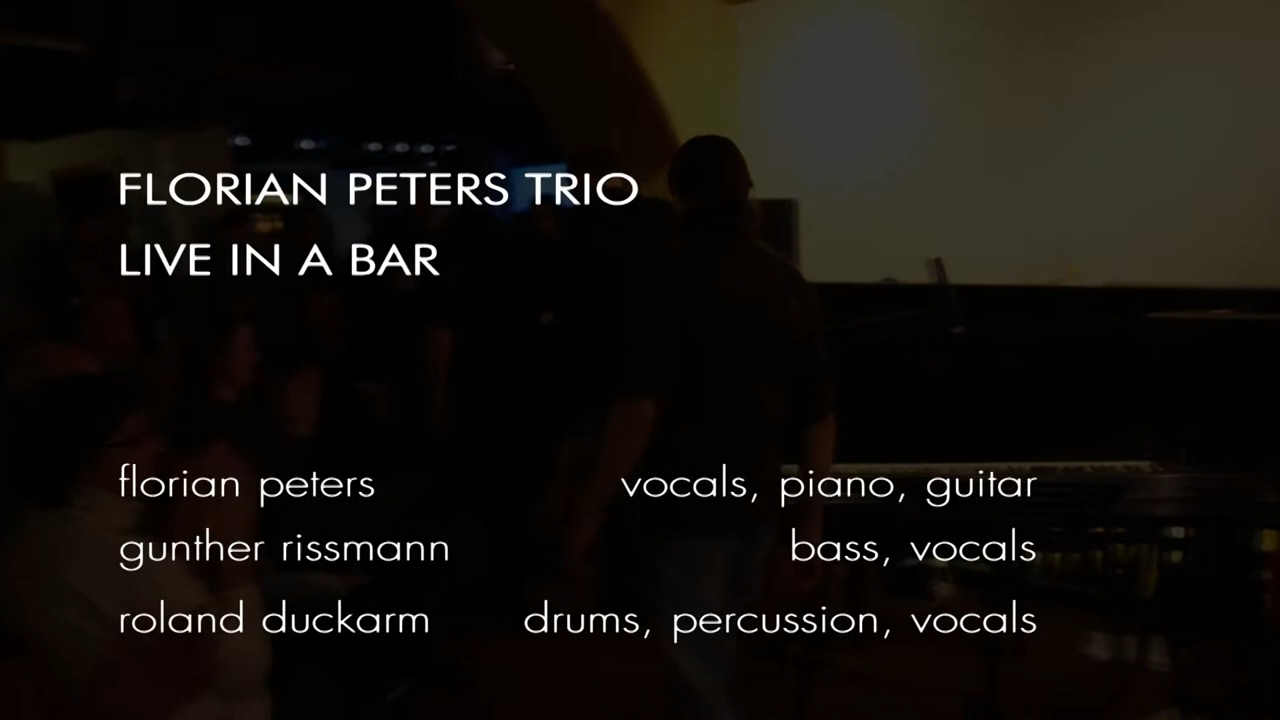 FLORIAN PETERS TRIO
LIVE IN A BAR
florian peters vocals, piano, guitar
gunther rissmann bass, vocals
roland duckarm drums, percussion, vocals